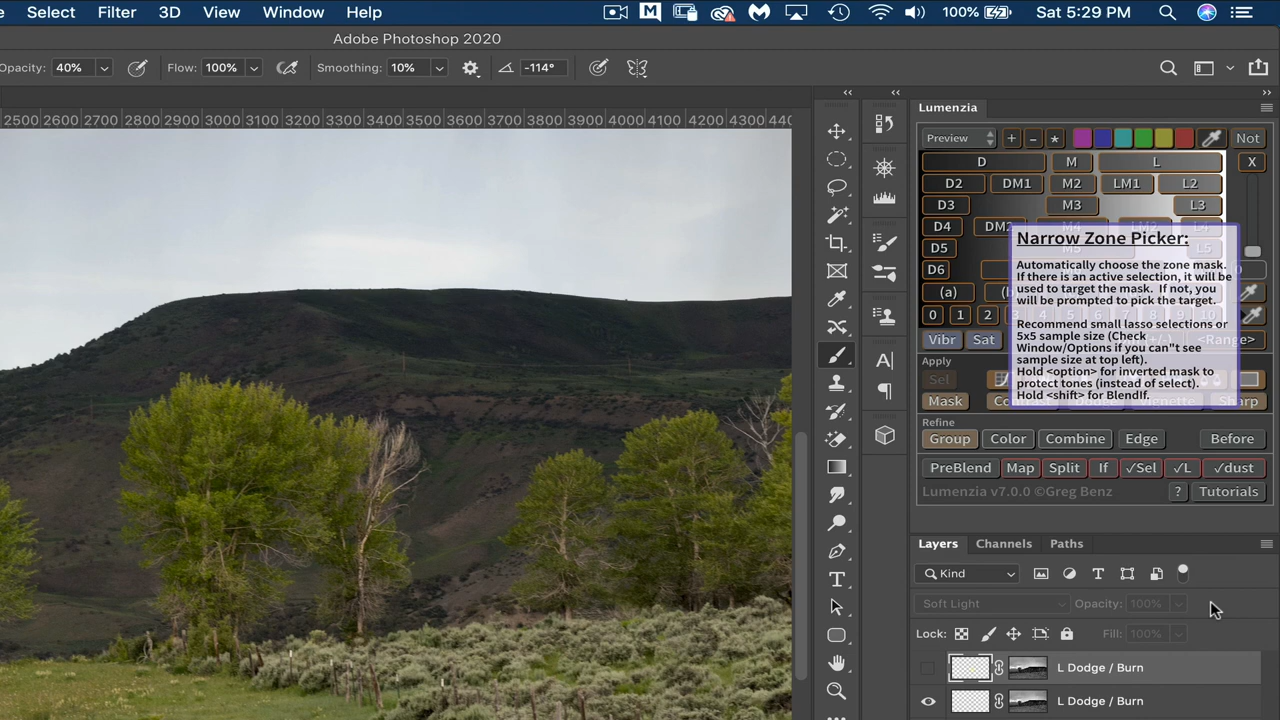 Select Filter 3D View Window Help 100% Sat 5:29 PM
Adobe Photoshop 2020
Opacity: 40% Flow: 100% Smoothing: 10% -114°
2500 2600 2700 2800 2900 3000 3100 3200 3300 3400 3500 3600 3700 3800 3900 4000 4100 4200 4300 4400
Lumenzia
Preview + - * Not
D M L X
D2 DM1 M2 LM1 L2
D3 M3 L3
D4
D5
D6
(a)
0 1 2
Vibr Sat
Narrow Zone Picker:
Automatically choose the zone mask.
If there is an active selection, it will be
used to target the mask. If not, you
will be prompted to pick the target.
Recommend small lasso selections or
5x5 sample size (Check
Window/Options if you can"t see
sample size at top left).
Hold <option> for inverted mask to
protect tones (instead of select).
Hold <shift> for BlendIf.
Apply
Sel
Mask
Refine
Group Color Combine Edge Before
PreBlend Map Split If ✓Sel ✓L ✓dust
Lumenzia v7.0.0 ©Greg Benz ? Tutorials
Layers Channels Paths
Kind
Soft Light Opacity: 100%
Lock: Fill: 100%
L Dodge / Burn
L Dodge / Burn